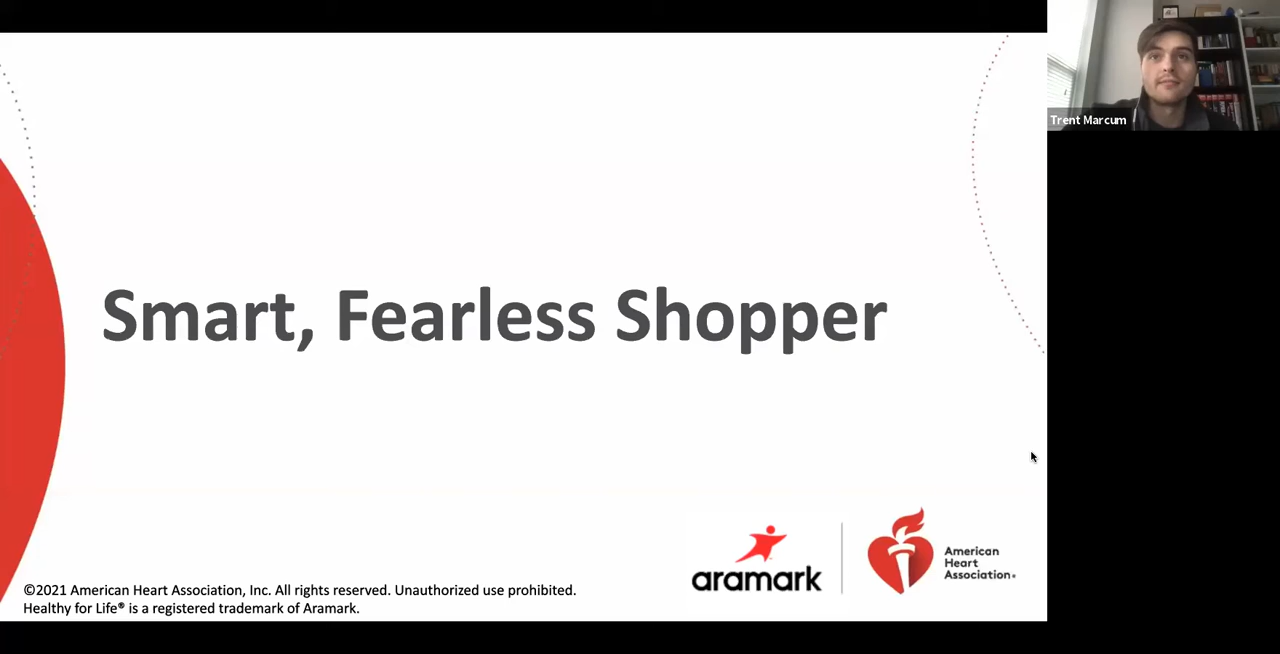 Trent Marcum
Smart, Fearless Shopper
aramark
American
Heart
Association®
©2021 American Heart Association, Inc. All rights reserved. Unauthorized use prohibited.
Healthy for Life® is a registered trademark of Aramark.